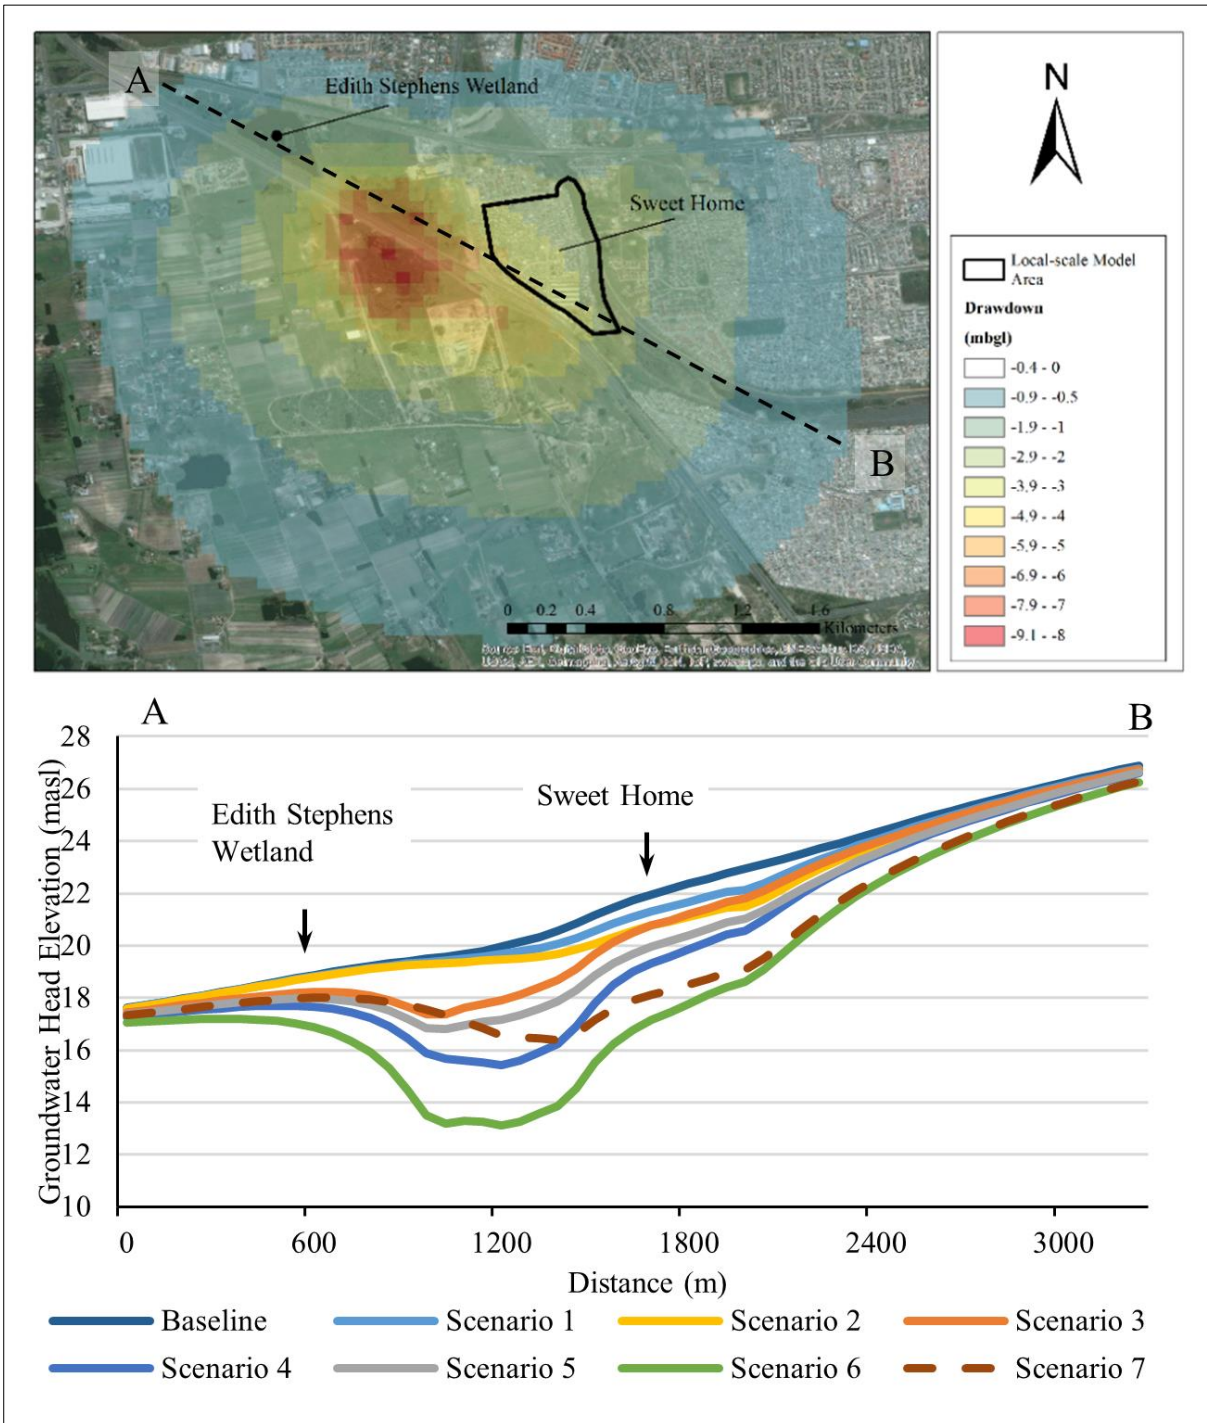 A
Edith Stephens Wetland
Sweet Home
B
0 0.2 0.4 0.8 1.2 1.6
Kilometers
N
Local-scale Model
Area
Drawdown
(mbgl)
-0.4 - 0
-0.9 - -0.5
-1.9 - -1
-2.9 - -2
-3.9 - -3
-4.9 - -4
-5.9 - -5
-6.9 - -6
-7.9 - -7
-9.1 - -8
A
B
Groundwater Head Elevation (masl)
28
26
24
22
20
18
16
14
12
10
Edith Stephens
Wetland
Sweet Home
0 600 1200 1800 2400 3000
Distance (m)
Baseline Scenario 1 Scenario 2 Scenario 3
Scenario 4 Scenario 5 Scenario 6 Scenario 7